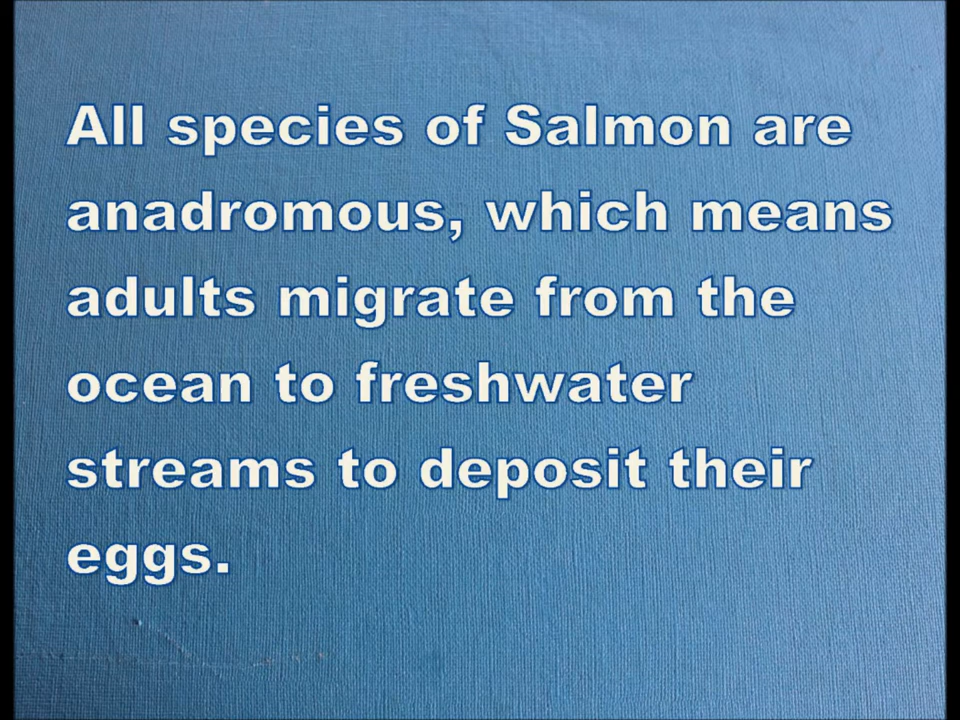 All species of Salmon are
anadromous, which means
adults migrate from the
ocean to freshwater
streams to deposit their
eggs.